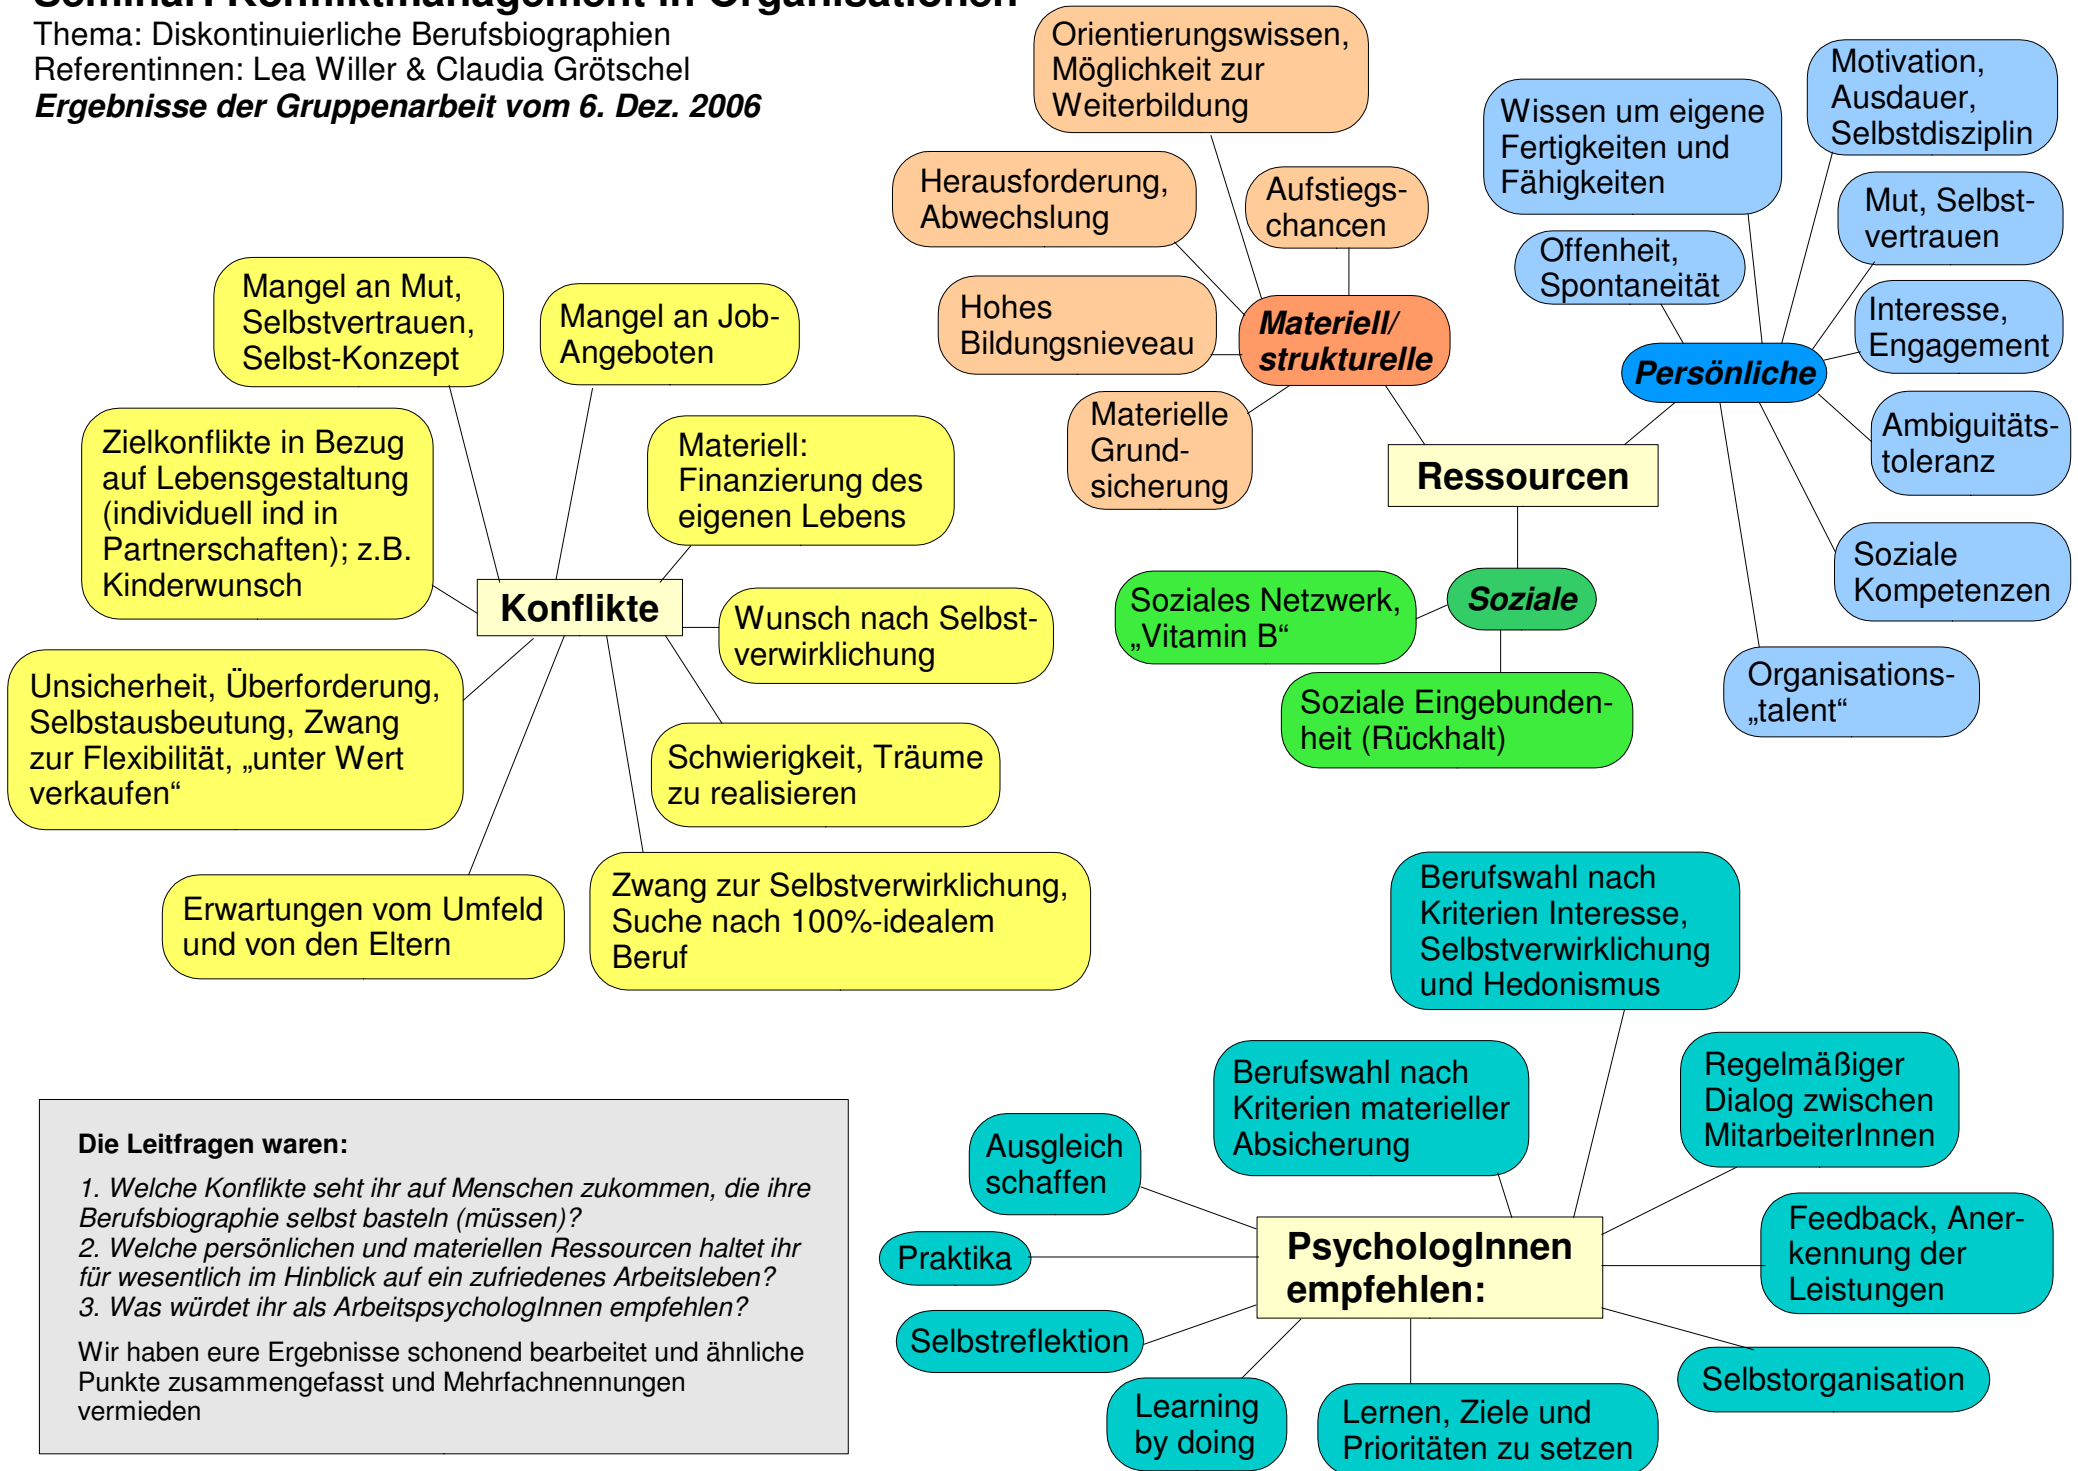 Seminar: Konfliktmanagement in Organisationen
Thema: Diskontinuierliche Berufsbiographien
Referentinnen: Lea Willer & Claudia Grötschel
Ergebnisse der Gruppenarbeit vom 6. Dez. 2006
Konflikte
Mangel an Mut,
Selbstvertrauen,
Selbst-Konzept
Mangel an Job-
Angeboten
Zielkonflikte in Bezug
auf Lebensgestaltung
(individuell ind in
Partnerschaften); z.B.
Kinderwunsch
Materiell:
Finanzierung des
eigenen Lebens
Wunsch nach Selbst-
verwirklichung
Unsicherheit, Überforderung,
Selbstausbeutung, Zwang
zur Flexibilität, „unter Wert
verkaufen“
Schwierigkeit, Träume
zu realisieren
Erwartungen vom Umfeld
und von den Eltern
Zwang zur Selbstverwirklichung,
Suche nach 100%-idealem
Beruf
Ressourcen
Materiell/
strukturelle
Orientierungswissen,
Möglichkeit zur
Weiterbildung
Herausforderung,
Abwechslung
Aufstiegs-
chancen
Hohes
Bildungsnieveau
Materielle
Grund-
sicherung
Persönliche
Wissen um eigene
Fertigkeiten und
Fähigkeiten
Motivation,
Ausdauer,
Selbstdisziplin
Offenheit,
Spontaneität
Mut, Selbst-
vertrauen
Interesse,
Engagement
Ambiguitäts-
toleranz
Soziale
Kompetenzen
Organisations-
„talent“
Soziale
Soziales Netzwerk,
„Vitamin B“
Soziale Eingebunden-
heit (Rückhalt)
PsychologInnen
empfehlen:
Berufswahl nach
Kriterien Interesse,
Selbstverwirklichung
und Hedonismus
Berufswahl nach
Kriterien materieller
Absicherung
Regelmäßiger
Dialog zwischen
MitarbeiterInnen
Ausgleich
schaffen
Feedback, Aner-
kennung der
Leistungen
Praktika
Selbstreflektion
Selbstorganisation
Learning
by doing
Lernen, Ziele und
Prioritäten zu setzen
Die Leitfragen waren:
1. Welche Konflikte seht ihr auf Menschen zukommen, die ihre
Berufsbiographie selbst basteln (müssen)?
2. Welche persönlichen und materiellen Ressourcen haltet ihr
für wesentlich im Hinblick auf ein zufriedenes Arbeitsleben?
3. Was würdet ihr als ArbeitspsychologInnen empfehlen?
Wir haben eure Ergebnisse schonend bearbeitet und ähnliche
Punkte zusammengefasst und Mehrfachnennungen
vermieden